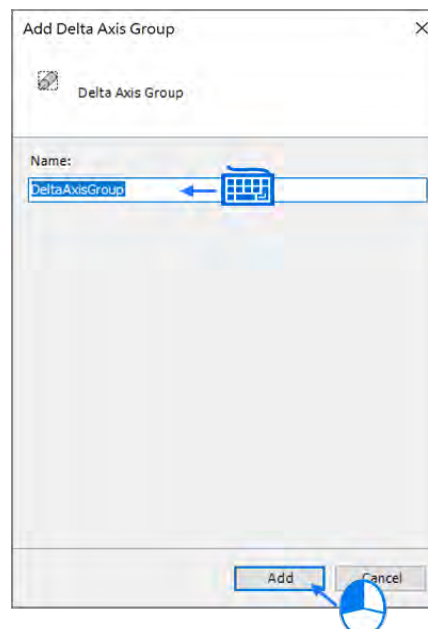 Add Delta Axis Group
Delta Axis Group
Name:
DeltaAxisGroup
Add Cancel